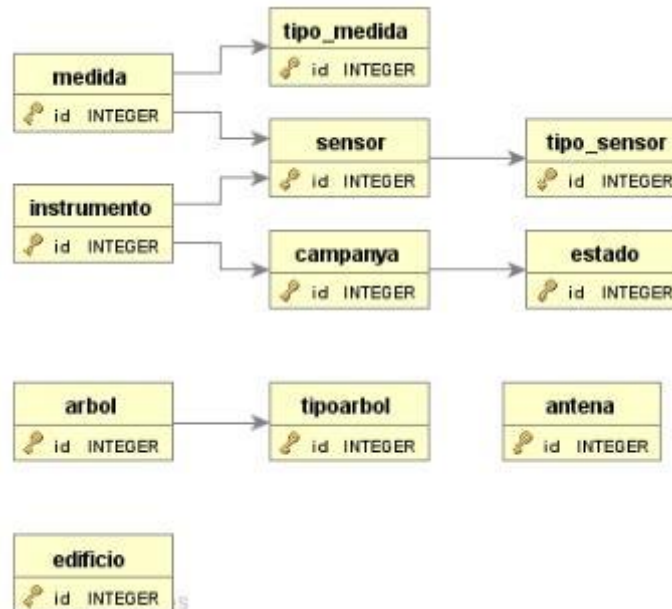 tipo_medida
id INTEGER
medida
id INTEGER
sensor
id INTEGER
tipo_sensor
id INTEGER
instrumento
id INTEGER
campanya
id INTEGER
estado
id INTEGER
arbol
id INTEGER
tipoarbol
id INTEGER
antena
id INTEGER
edificio
id INTEGER